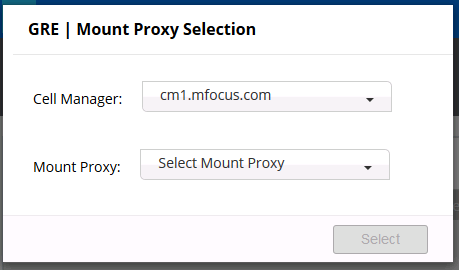 GRE | Mount Proxy Selection
Cell Manager: cm1.mfocus.com
Mount Proxy: Select Mount Proxy
Select